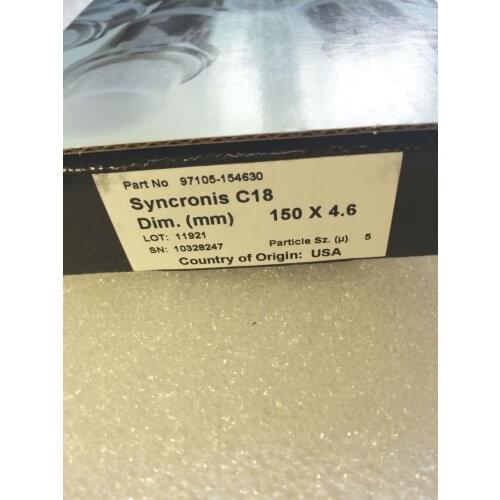 Part No 97105-154630
Syncronis C18
Dim. (mm) 150 X 4.6
LOT: 11921
SN: 10328247 Particle Sz. (µ) 5
Country of Origin: USA